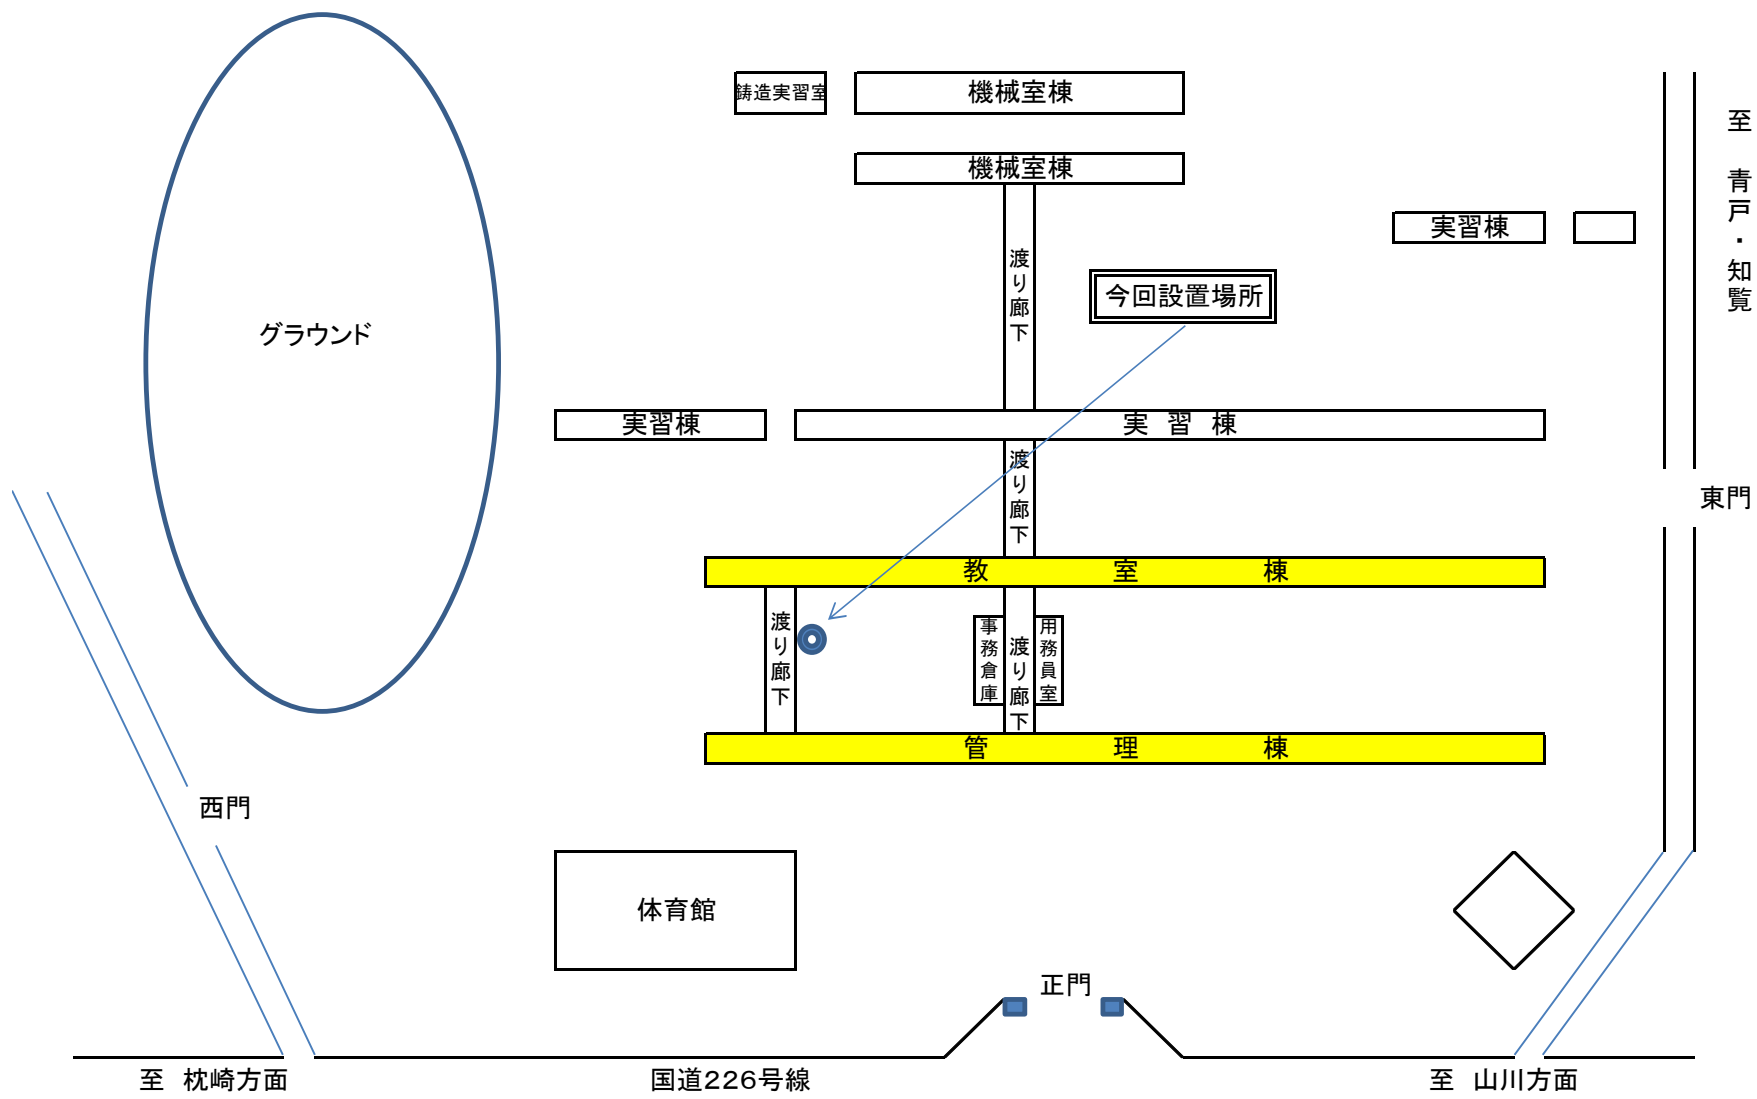 鋳造実習室
機械室棟
機械室棟
至　青戸・知覧
実習棟
渡り廊下
今回設置場所
グラウンド
実習棟
実　習　棟
渡り廊下
東門
教　室　棟
渡り廊下
事務倉庫
渡り廊下
用務員室
管　理　棟
西門
体育館
正門
至　枕崎方面
国道226号線
至　山川方面